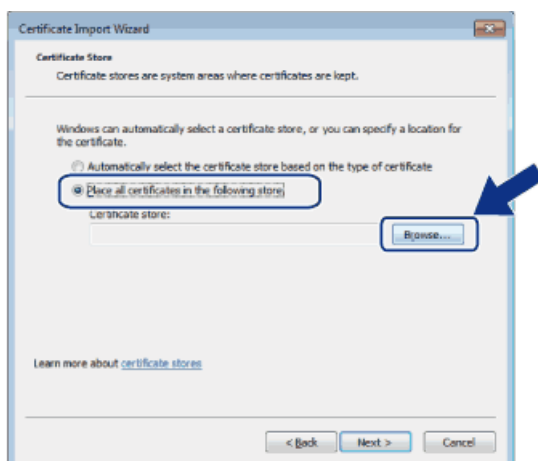 Certificate Import Wizard
Certificate Store
Certificate stores are system areas where certificates are kept.
Windows can automatically select a certificate store, or you can specify a location for
the certificate.
Automatically select the certificate store based on the type of certificate
Place all certificates in the following store
Certificate store:
Browse...
Learn more about certificate stores
< Back
Next >
Cancel